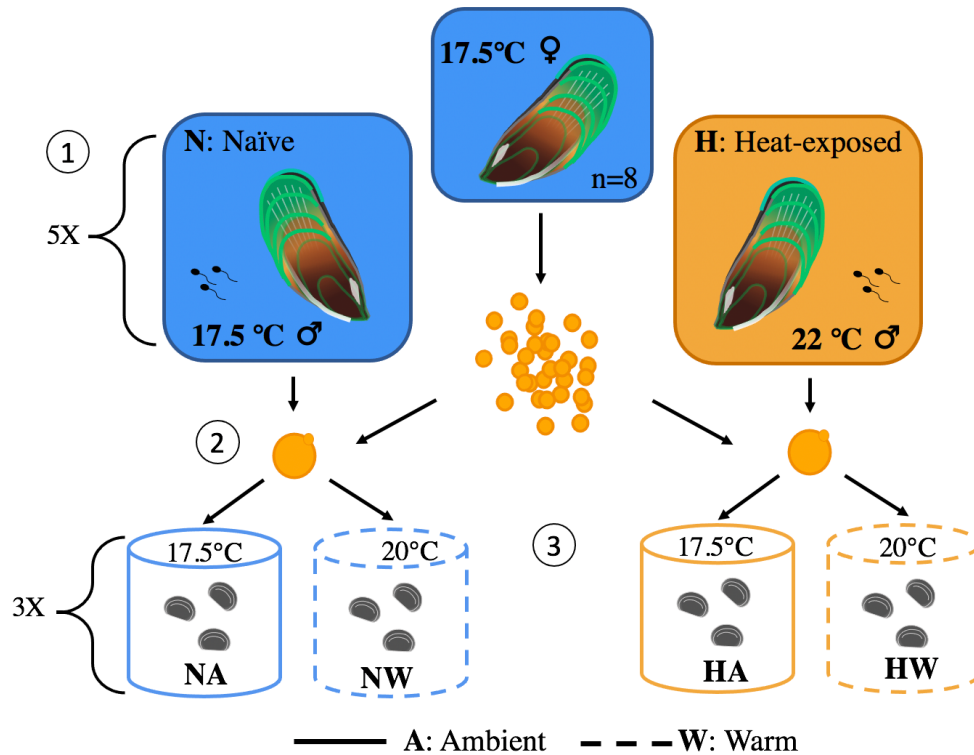 17.5℃ ♀
n=8
①
N: Naïve
H: Heat-exposed
5X
17.5 ℃ ♂
22 ℃ ♂
②
③
17.5°C
20°C
17.5°C
20°C
3X
NA
NW
HA
HW
A: Ambient
W: Warm